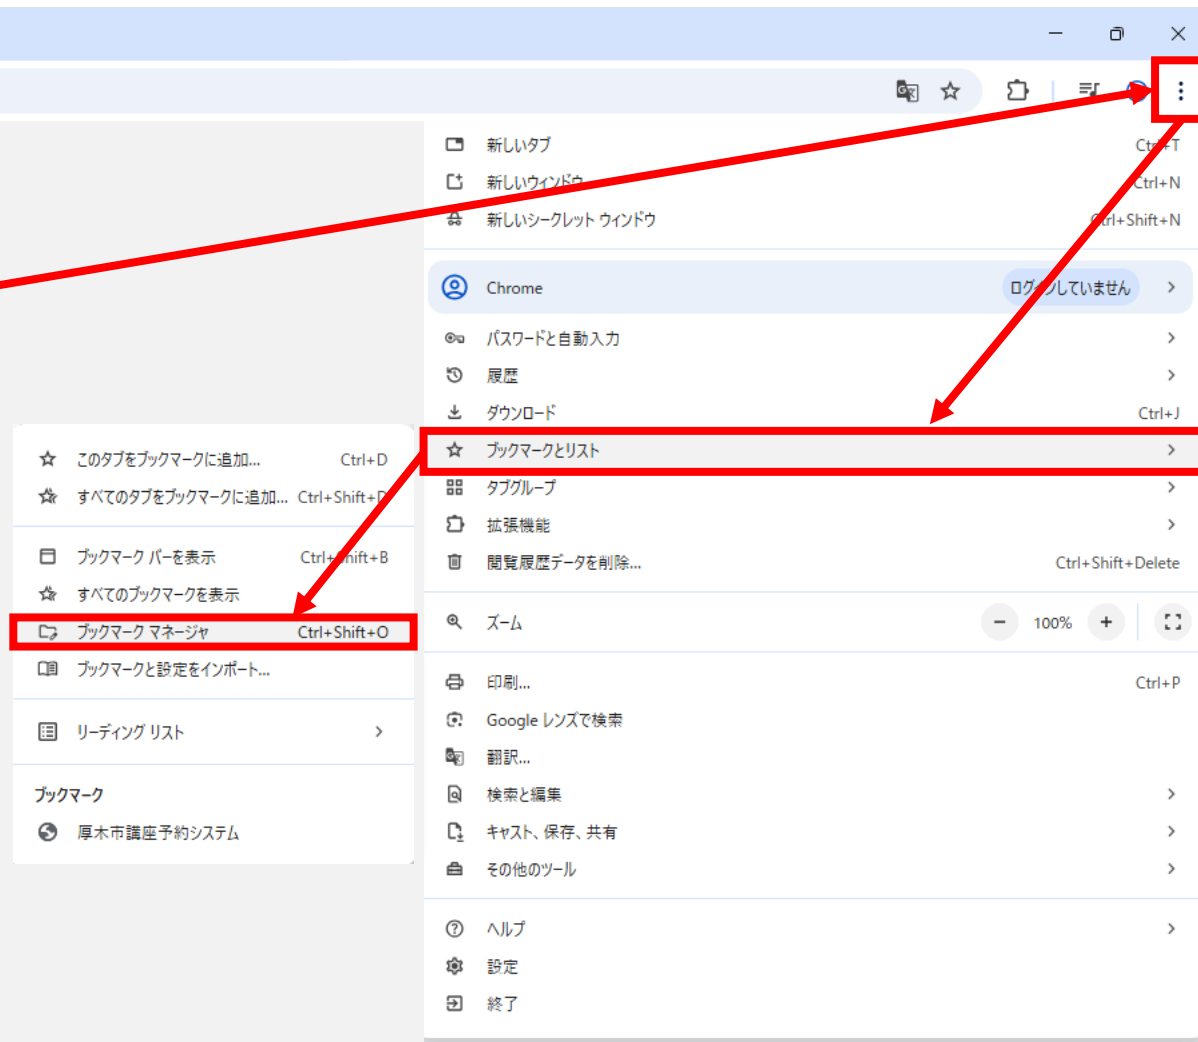 新しいタブ Ctrl+T
新しいウィンドウ Ctrl+N
新しいシークレット ウィンドウ Ctrl+Shift+N
Chrome ログインしていません
パスワードと自動入力
履歴
ダウンロード Ctrl+J
ブックマークとリスト
タブグループ
拡張機能
閲覧履歴データを削除... Ctrl+Shift+Delete
ズーム 100%
印刷... Ctrl+P
Google レンズで検索
翻訳...
検索と編集
キャスト、保存、共有
その他のツール
ヘルプ
設定
終了
このタブをブックマークに追加... Ctrl+D
すべてのタブをブックマークに追加... Ctrl+Shift+D
ブックマーク バーを表示 Ctrl+Shift+B
すべてのブックマークを表示
ブックマーク マネージャ Ctrl+Shift+O
ブックマークと設定をインポート...
リーディング リスト
ブックマーク
厚木市講座予約システム